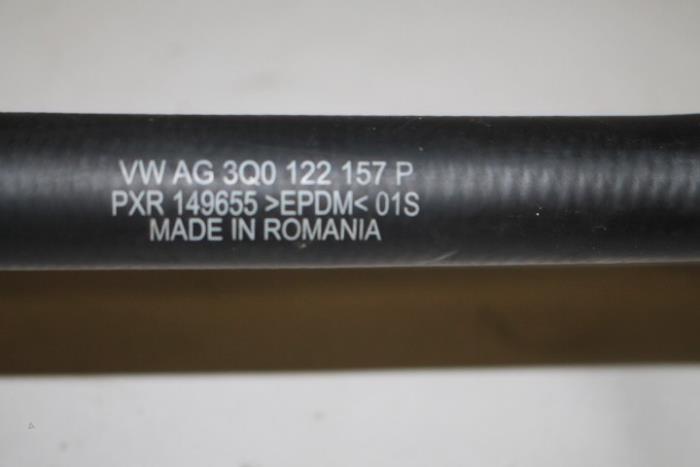 VW AG 3Q0 122 157 P
PXR 149655 >EPDM< 01S
MADE IN ROMANIA